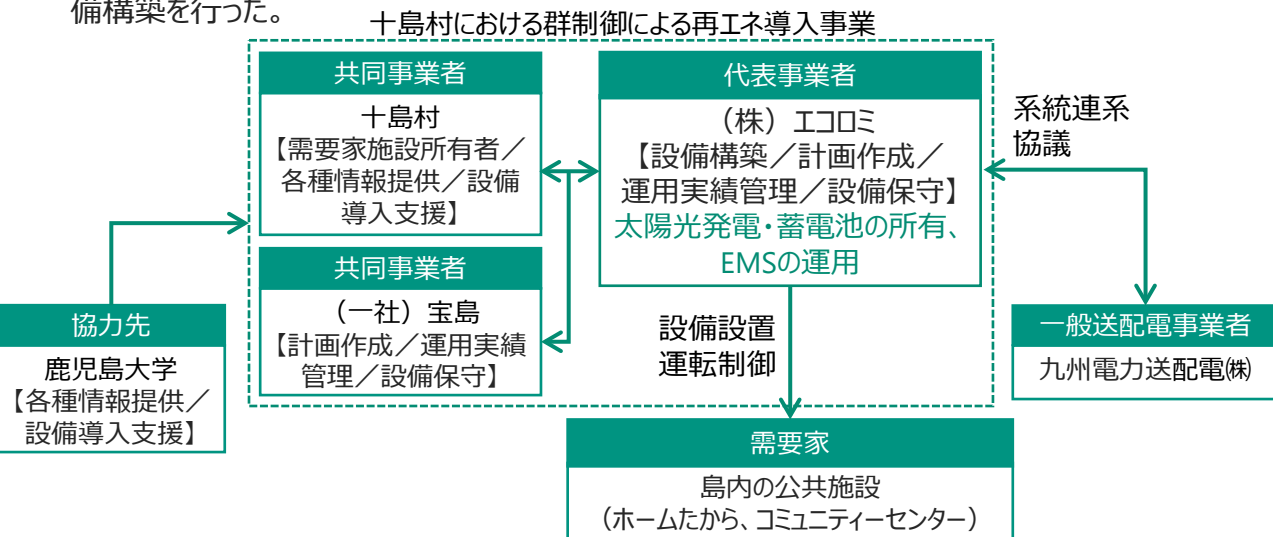 備構築を行った。
十島村における群制御による再エネ導入事業
共同事業者
十島村
【需要家施設所有者／
各種情報提供／設備
導入支援】
代表事業者
（株）エコロミ
【設備構築／計画作成／
運用実績管理／設備保守】
太陽光発電・蓄電池の所有、
EMSの運用
系統連系
協議
共同事業者
（一社）宝島
【計画作成／運用実績
管理／設備保守】
協力先
鹿児島大学
【各種情報提供／
設備導入支援】
設備設置
運転制御
一般送配電事業者
九州電力送配電㈱
需要家
島内の公共施設
（ホームたから、コミュニティーセンター）